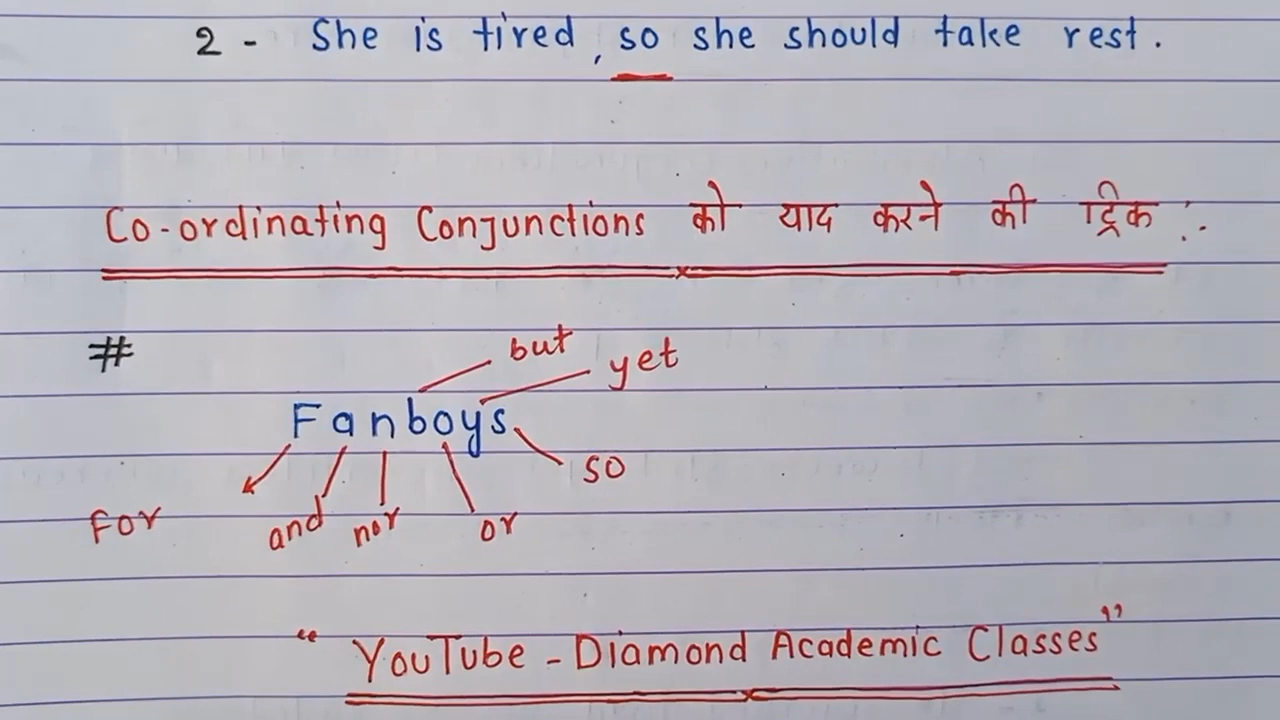 2 - She is tired, so she should take rest.
Co-ordinating Conjunctions को याद करने की ट्रिक :-
#
but
yet
Fanboys
so
For and nor or
“YouTube - Diamond Academic Classes”